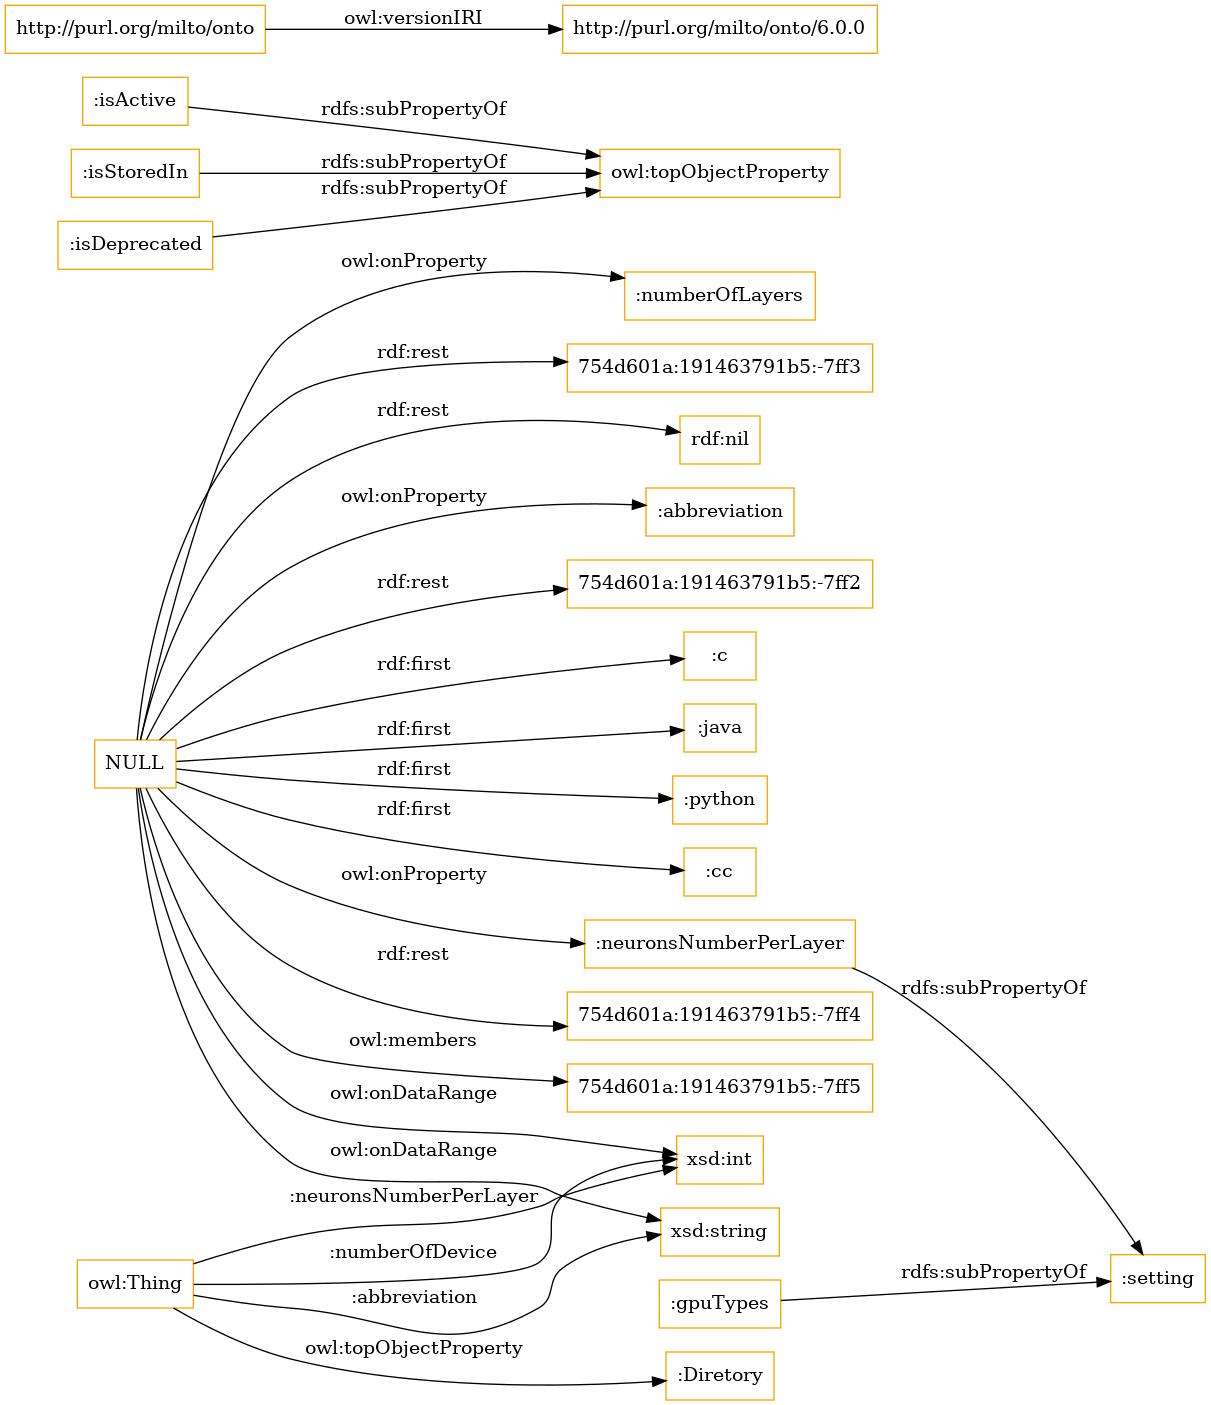 http://purl.org/milto/onto
owl:versionIRI
http://purl.org/milto/onto/6.0.0
:isActive
rdfs:subPropertyOf
:isStoredIn
rdfs:subPropertyOf
owl:topObjectProperty
rdfs:subPropertyOf
:isDeprecated
owl:onProperty
:numberOfLayers
rdf:rest
754d601a:191463791b5:-7ff3
rdf:rest
rdf:nil
owl:onProperty
:abbreviation
rdf:rest
754d601a:191463791b5:-7ff2
rdf:first
:c
rdf:first
:java
NULL
rdf:first
:python
rdf:first
:cc
owl:onProperty
:neuronsNumberPerLayer
rdf:rest
rdfs:subPropertyOf
754d601a:191463791b5:-7ff4
owl:members
754d601a:191463791b5:-7ff5
owl:onDataRange
owl:onDataRange
xsd:int
:neuronsNumberPerLayer
xsd:string
:numberOfDevice
owl:Thing
:abbreviation
:gpuTypes
rdfs:subPropertyOf
:setting
owl:topObjectProperty
:Diretory